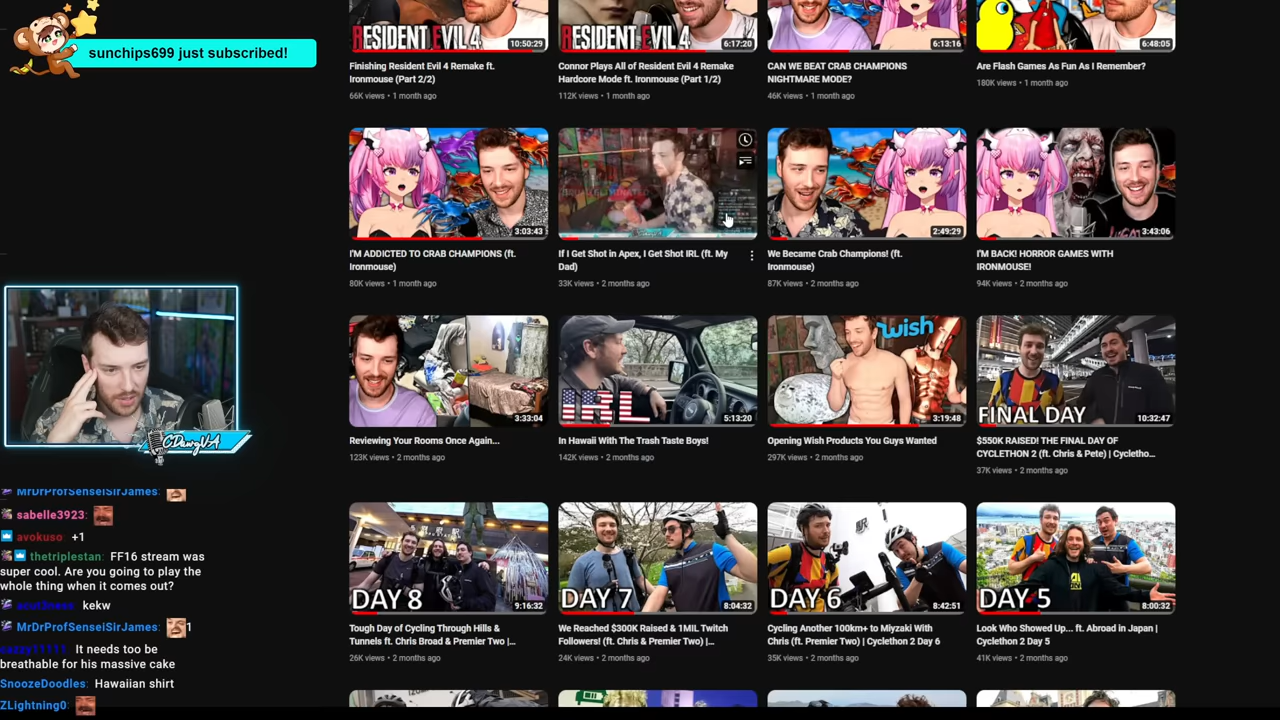 sunchips699 just subscribed!
RESIDENT EVIL 4
10:50:29
RESIDENT EVIL 4
6:17:20
6:13:16
6:48:05
Finishing Resident Evil 4 Remake ft.
Ironmouse (Part 2/2)
66K views • 1 month ago
Connor Plays All of Resident Evil 4 Remake
Hardcore Mode ft. Ironmouse (Part 1/2)
112K views • 1 month ago
CAN WE BEAT CRAB CHAMPIONS
NIGHTMARE MODE?
46K views • 1 month ago
Are Flash Games As Fun As I Remember?
180K views • 1 month ago
3:03:43
2:49:29
3:43:06
I'M ADDICTED TO CRAB CHAMPIONS (ft.
Ironmouse)
80K views • 1 month ago
If I Get Shot in Apex, I Get Shot IRL (ft. My
Dad)
33K views • 2 months ago
We Became Crab Champions! (ft.
Ironmouse)
87K views • 2 months ago
I'M BACK! HORROR GAMES WITH
IRONMOUSE!
94K views • 2 months ago
3:33:04
IRL
5:13:20
wish
3:19:48
FINAL DAY
10:32:47
Reviewing Your Rooms Once Again...
123K views • 2 months ago
In Hawaii With The Trash Taste Boys!
142K views • 2 months ago
Opening Wish Products You Guys Wanted
297K views • 2 months ago
$550K RAISED! THE FINAL DAY OF
CYCLETHON 2 (ft. Chris & Pete) | Cycletho...
37K views • 2 months ago
DAY 8
9:16:32
DAY 7
8:04:32
DAY 6
8:42:51
DAY 5
8:00:32
Tough Day of Cycling Through Hills &
Tunnels ft. Chris Broad & Premier Two |...
26K views • 2 months ago
We Reached $300K Raised & 1MIL Twitch
Followers! (ft. Chris & Premier Two) |...
24K views • 2 months ago
Cycling Another 100km+ to Miyzaki With
Chris (ft. Premier Two) | Cyclethon 2 Day 6
35K views • 2 months ago
Look Who Showed Up... ft. Abroad in Japan |
Cyclethon 2 Day 5
41K views • 2 months ago
CDawgVA
MrDrProfSenseiSirJames:
sabelle3923:
avokuso: +1
thetriplestan: FF16 stream was
super cool. Are you going to play the
whole thing when it comes out?
kekw
MrDrProfSenseiSirJames: 1
It needs too be
breathable for his massive cake
SnoozeDoodles: Hawaiian shirt
ZLightning0: